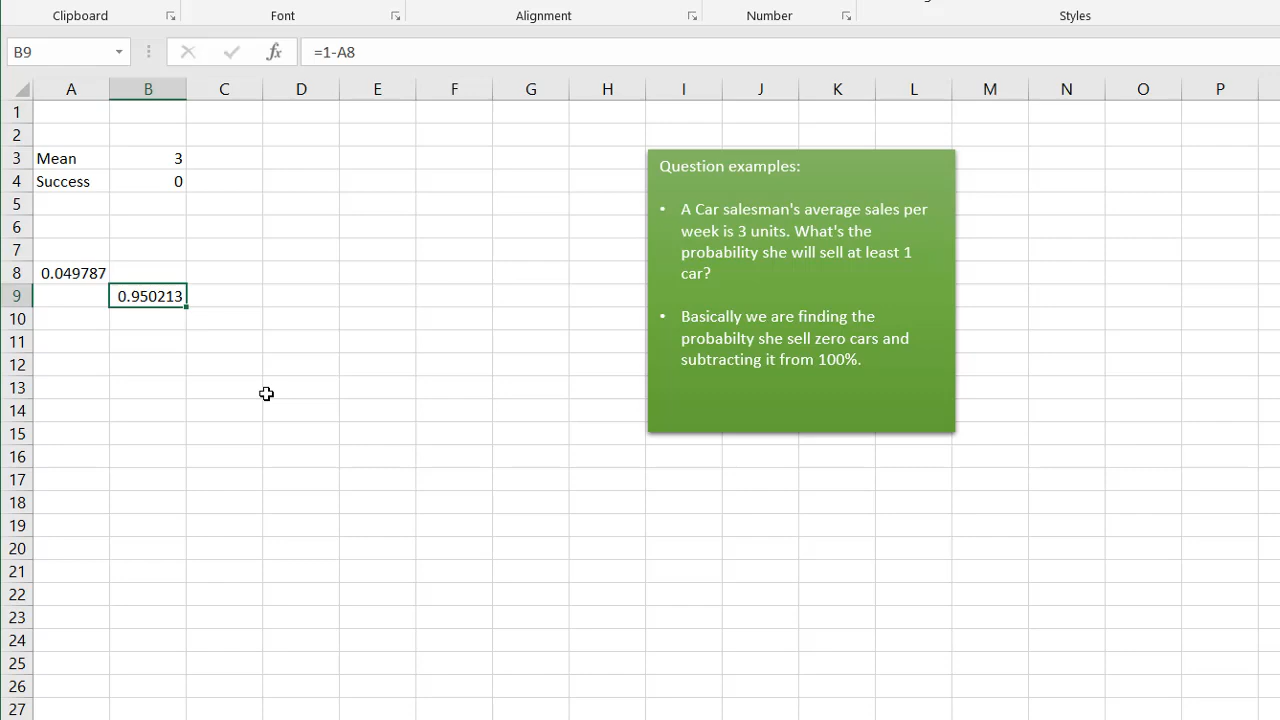 Clipboard Font Alignment Number Styles
B9 fx =1-A8
A B C D E F G H I J K L M N O P
1
2
3 Mean 3
4 Success 0
5
6
7
8 0.049787
9 0.950213
10
11
12
13
14
15
16
17
18
19
20
21
22
23
24
25
26
27
Question examples:
• A Car salesman's average sales per
week is 3 units. What's the
probability she will sell at least 1
car?
• Basically we are finding the
probabilty she sell zero cars and
subtracting it from 100%.